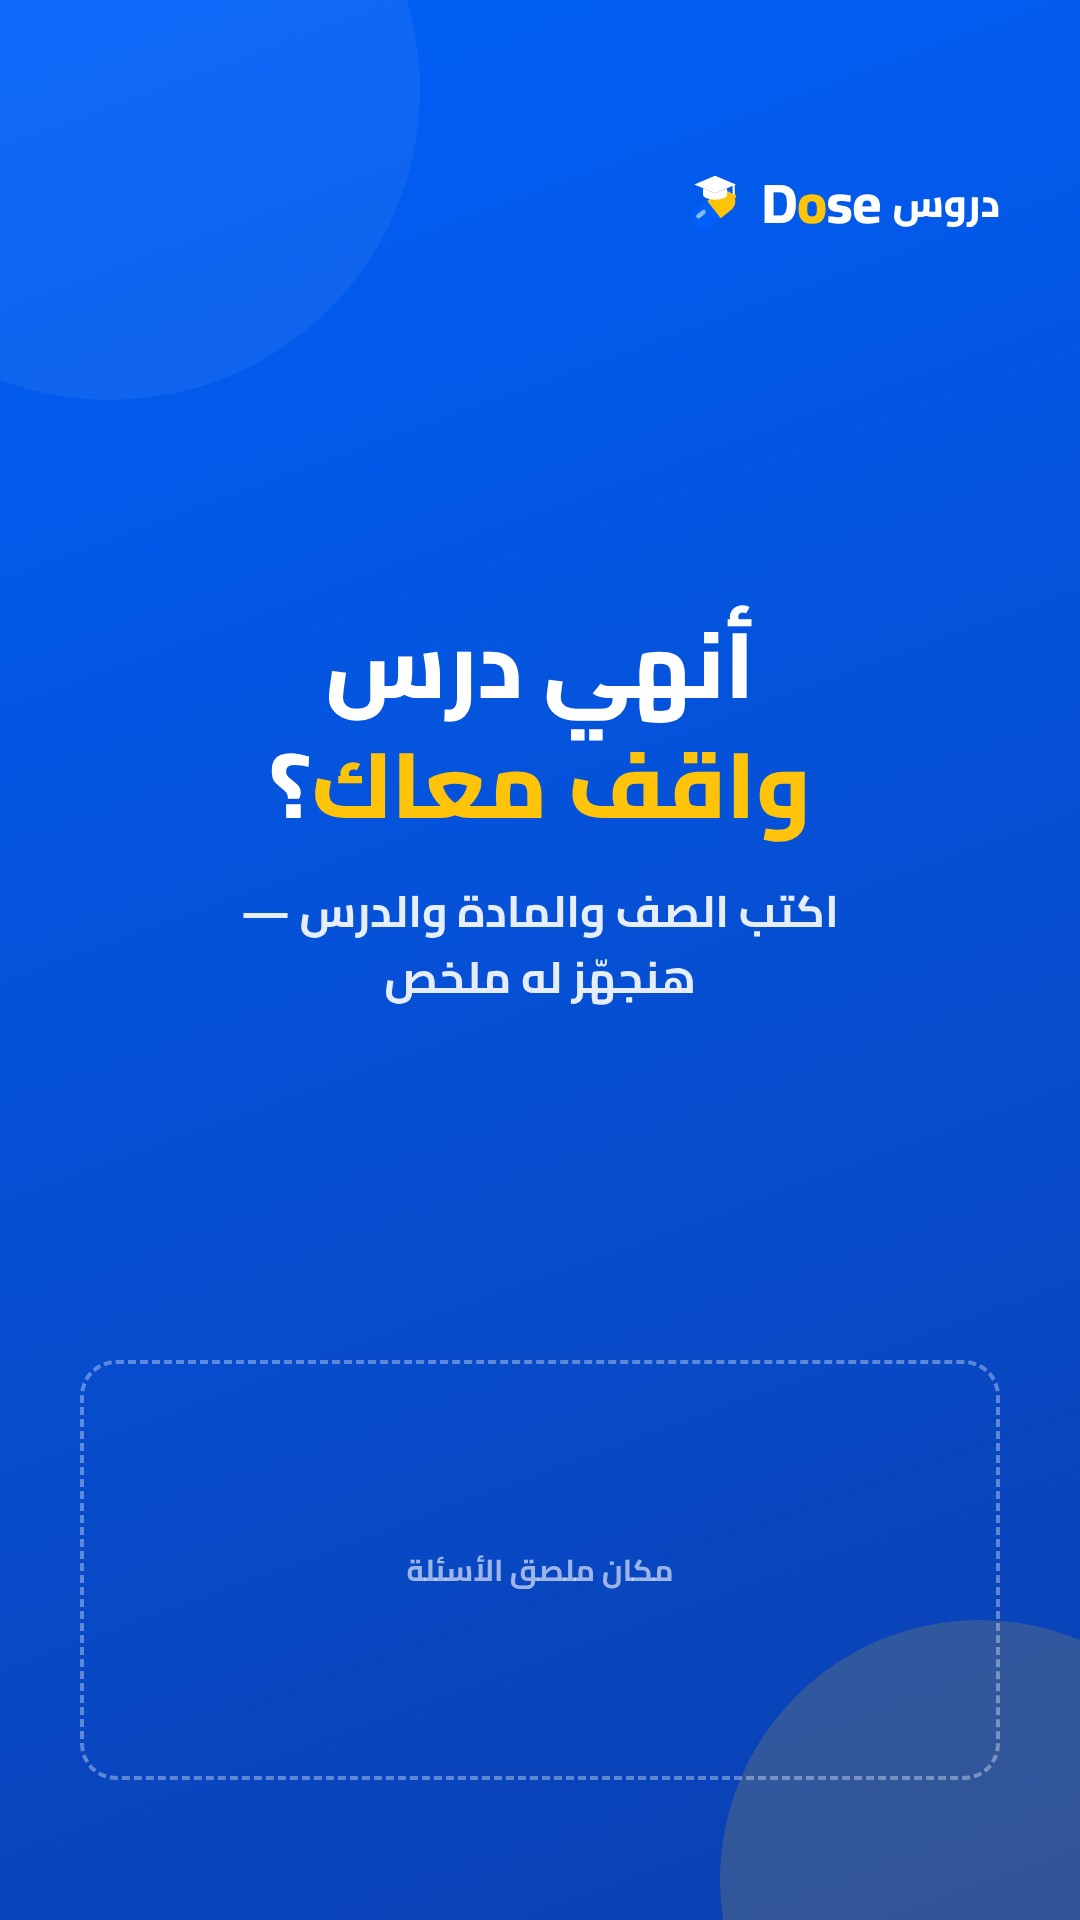 دروس Dose
أنهي درس
واقف معاك؟
اكتب الصف والمادة والدرس —
هنجهّز له ملخص
مكان ملصق الأسئلة